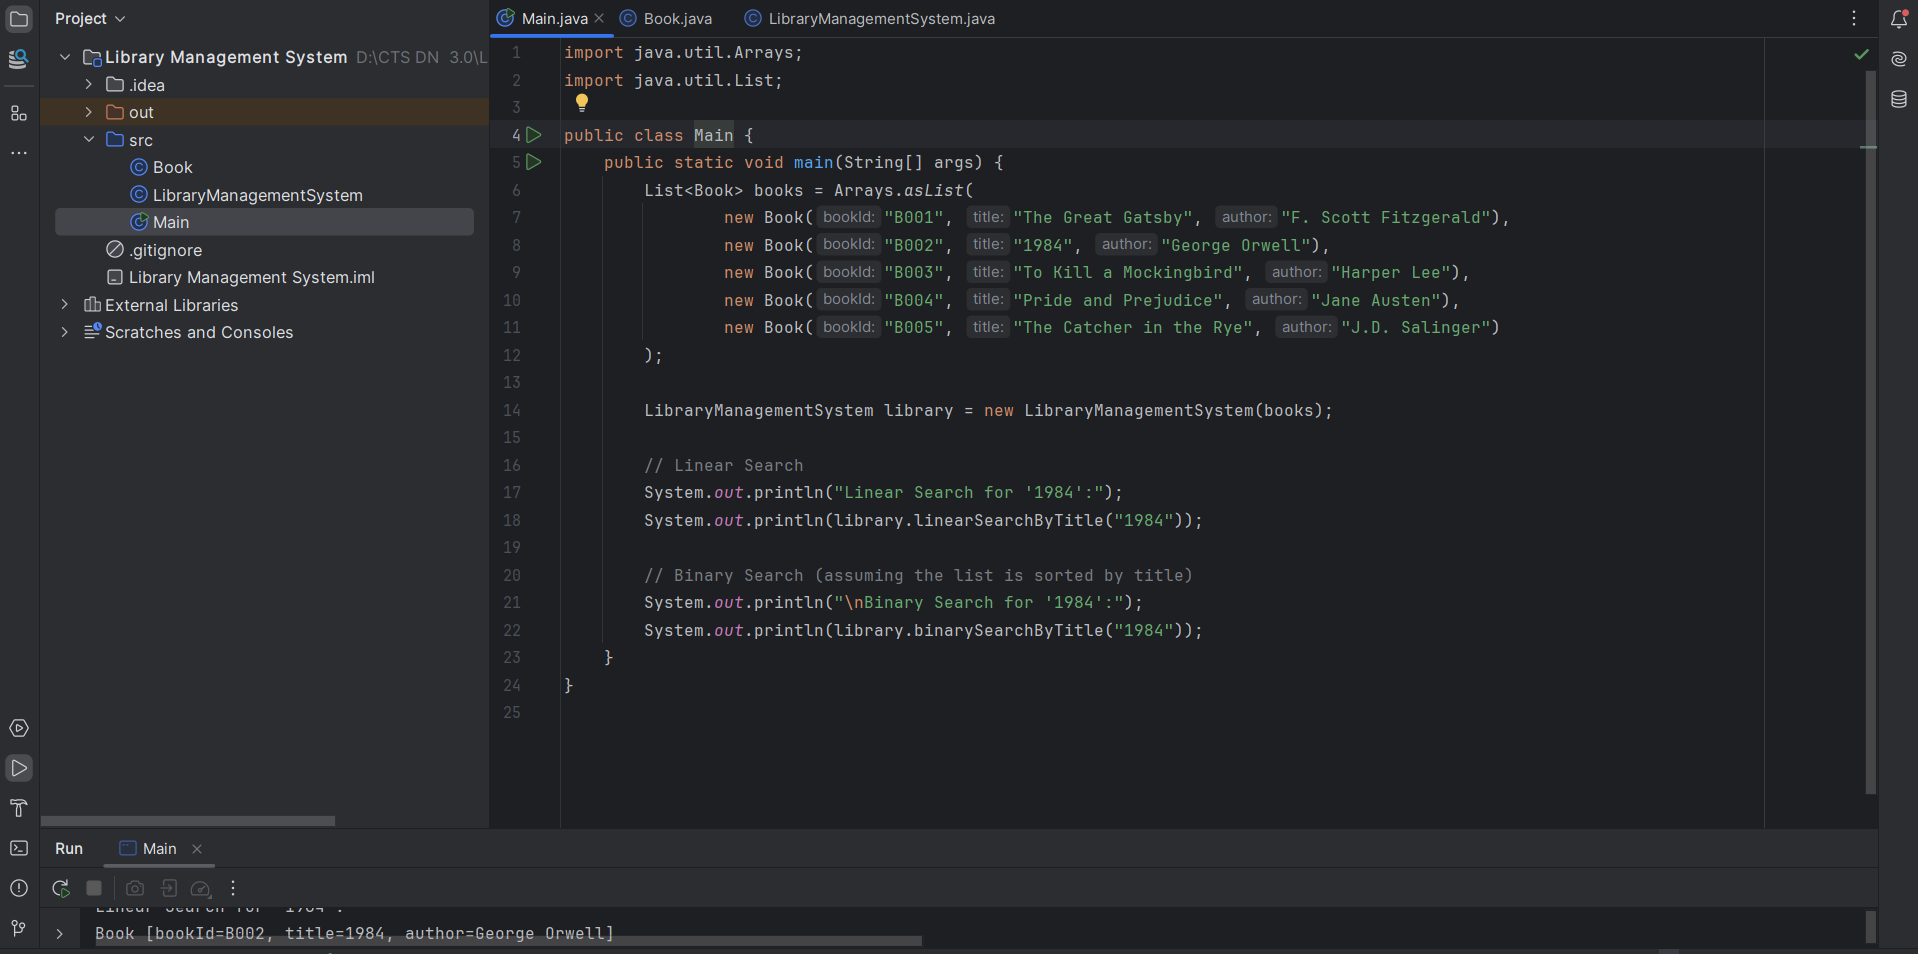 Project
Library Management System D:\CTS DN 3.0\L
.idea
out
src
Book
LibraryManagementSystem
Main
.gitignore
Library Management System.iml
External Libraries
Scratches and Consoles
Main.java Book.java LibraryManagementSystem.java
1 import java.util.Arrays;
2 import java.util.List;
3
4 public class Main {
5 public static void main(String[] args) {
6 List<Book> books = Arrays.asList(
7 new Book( bookId: "B001", title: "The Great Gatsby", author: "F. Scott Fitzgerald"),
8 new Book( bookId: "B002", title: "1984", author: "George Orwell"),
9 new Book( bookId: "B003", title: "To Kill a Mockingbird", author: "Harper Lee"),
10 new Book( bookId: "B004", title: "Pride and Prejudice", author: "Jane Austen"),
11 new Book( bookId: "B005", title: "The Catcher in the Rye", author: "J.D. Salinger")
12 );
13
14 LibraryManagementSystem library = new LibraryManagementSystem(books);
15
16 // Linear Search
17 System.out.println("Linear Search for '1984':");
18 System.out.println(library.linearSearchByTitle("1984"));
19
20 // Binary Search (assuming the list is sorted by title)
21 System.out.println("\nBinary Search for '1984':");
22 System.out.println(library.binarySearchByTitle("1984"));
23 }
24 }
25
Run Main
Linear Search for '1984':
Book [bookId=B002, title=1984, author=George Orwell]